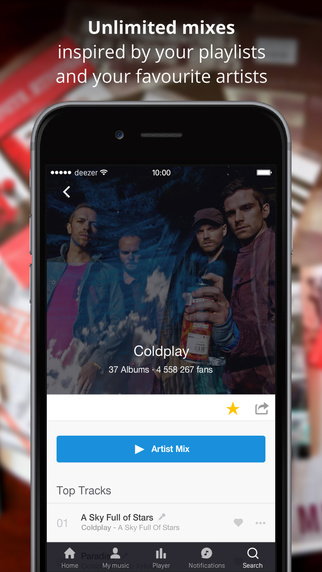 Unlimited mixes
inspired by your playlists
and your favourite artists
deezer 10:00
Coldplay
37 Albums - 4 558 267 fans
Artist Mix
Top Tracks
01 A Sky Full of Stars
Coldplay - A Sky Full Of Stars
Home My music Player Notifications Search